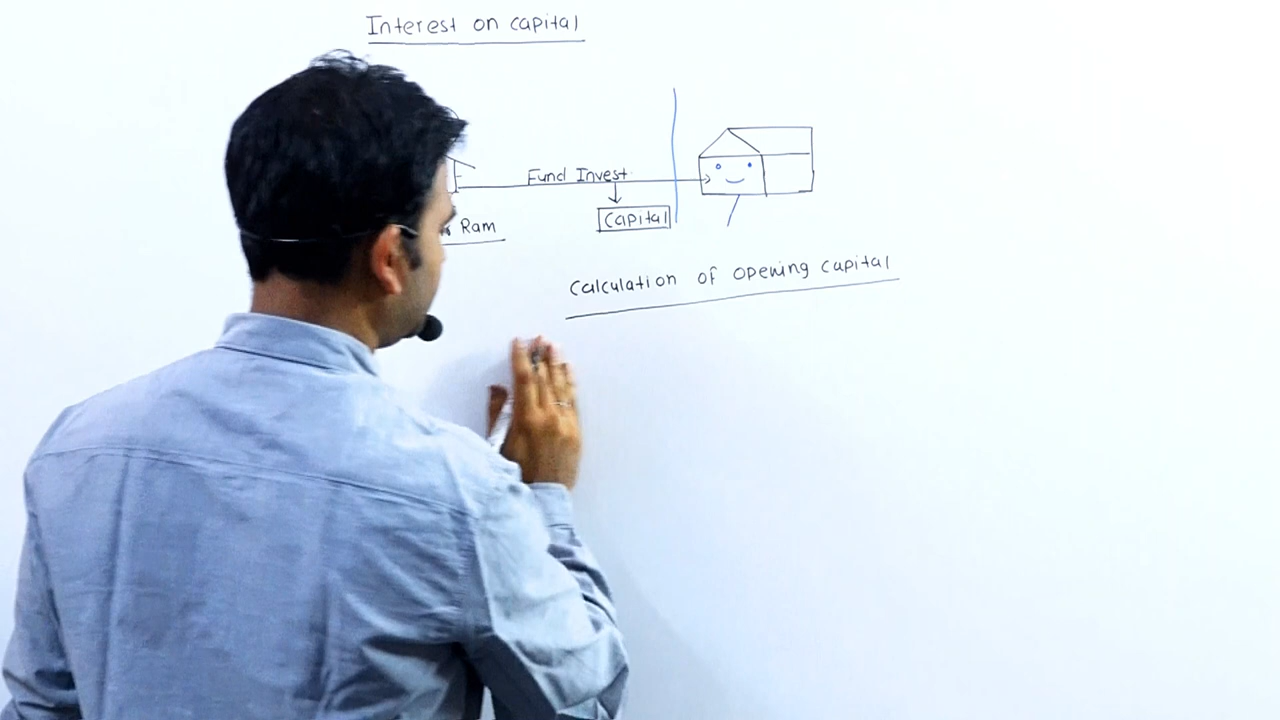 Interest on capital
Fund Invest
Capital
Ram
Calculation of opening capital